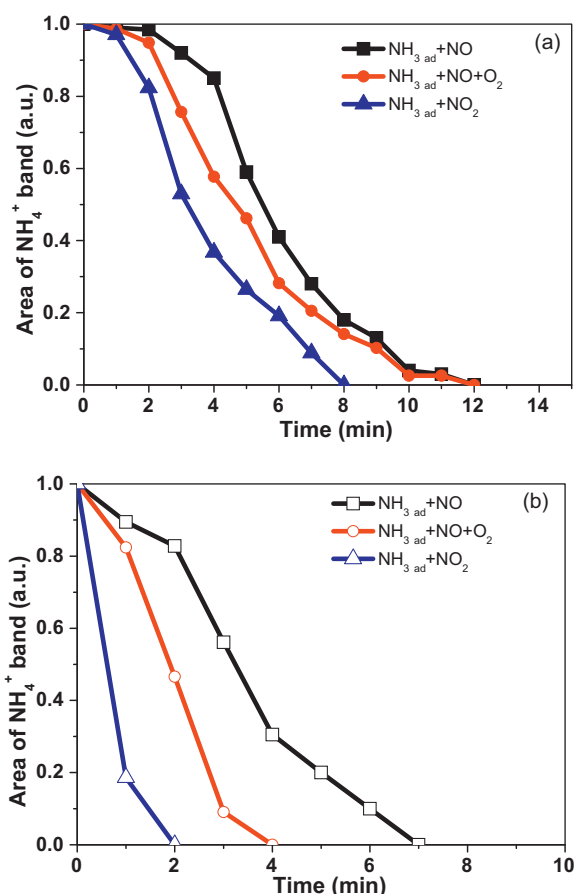 (a)
NH3 ad+NO
NH3 ad+NO+O2
NH3 ad+NO2
Area of NH4+ band (a.u.)
1.0
0.8
0.6
0.4
0.2
0.0
0 2 4 6 8 10 12 14
Time (min)
(b)
NH3 ad+NO
NH3 ad+NO+O2
NH3 ad+NO2
Area of NH4+ band (a.u.)
1.0
0.8
0.6
0.4
0.2
0.0
0 2 4 6 8 10
Time (min)